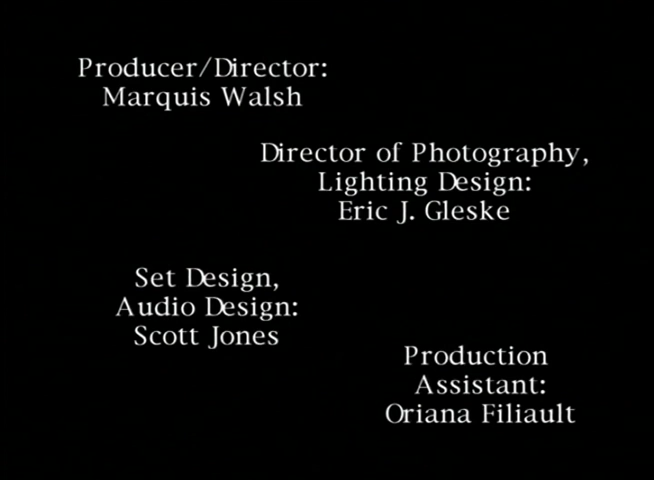 Producer/Director:
Marquis Walsh
Director of Photography,
Lighting Design:
Eric J. Gleske
Set Design,
Audio Design:
Scott Jones
Production
Assistant:
Oriana Filiault